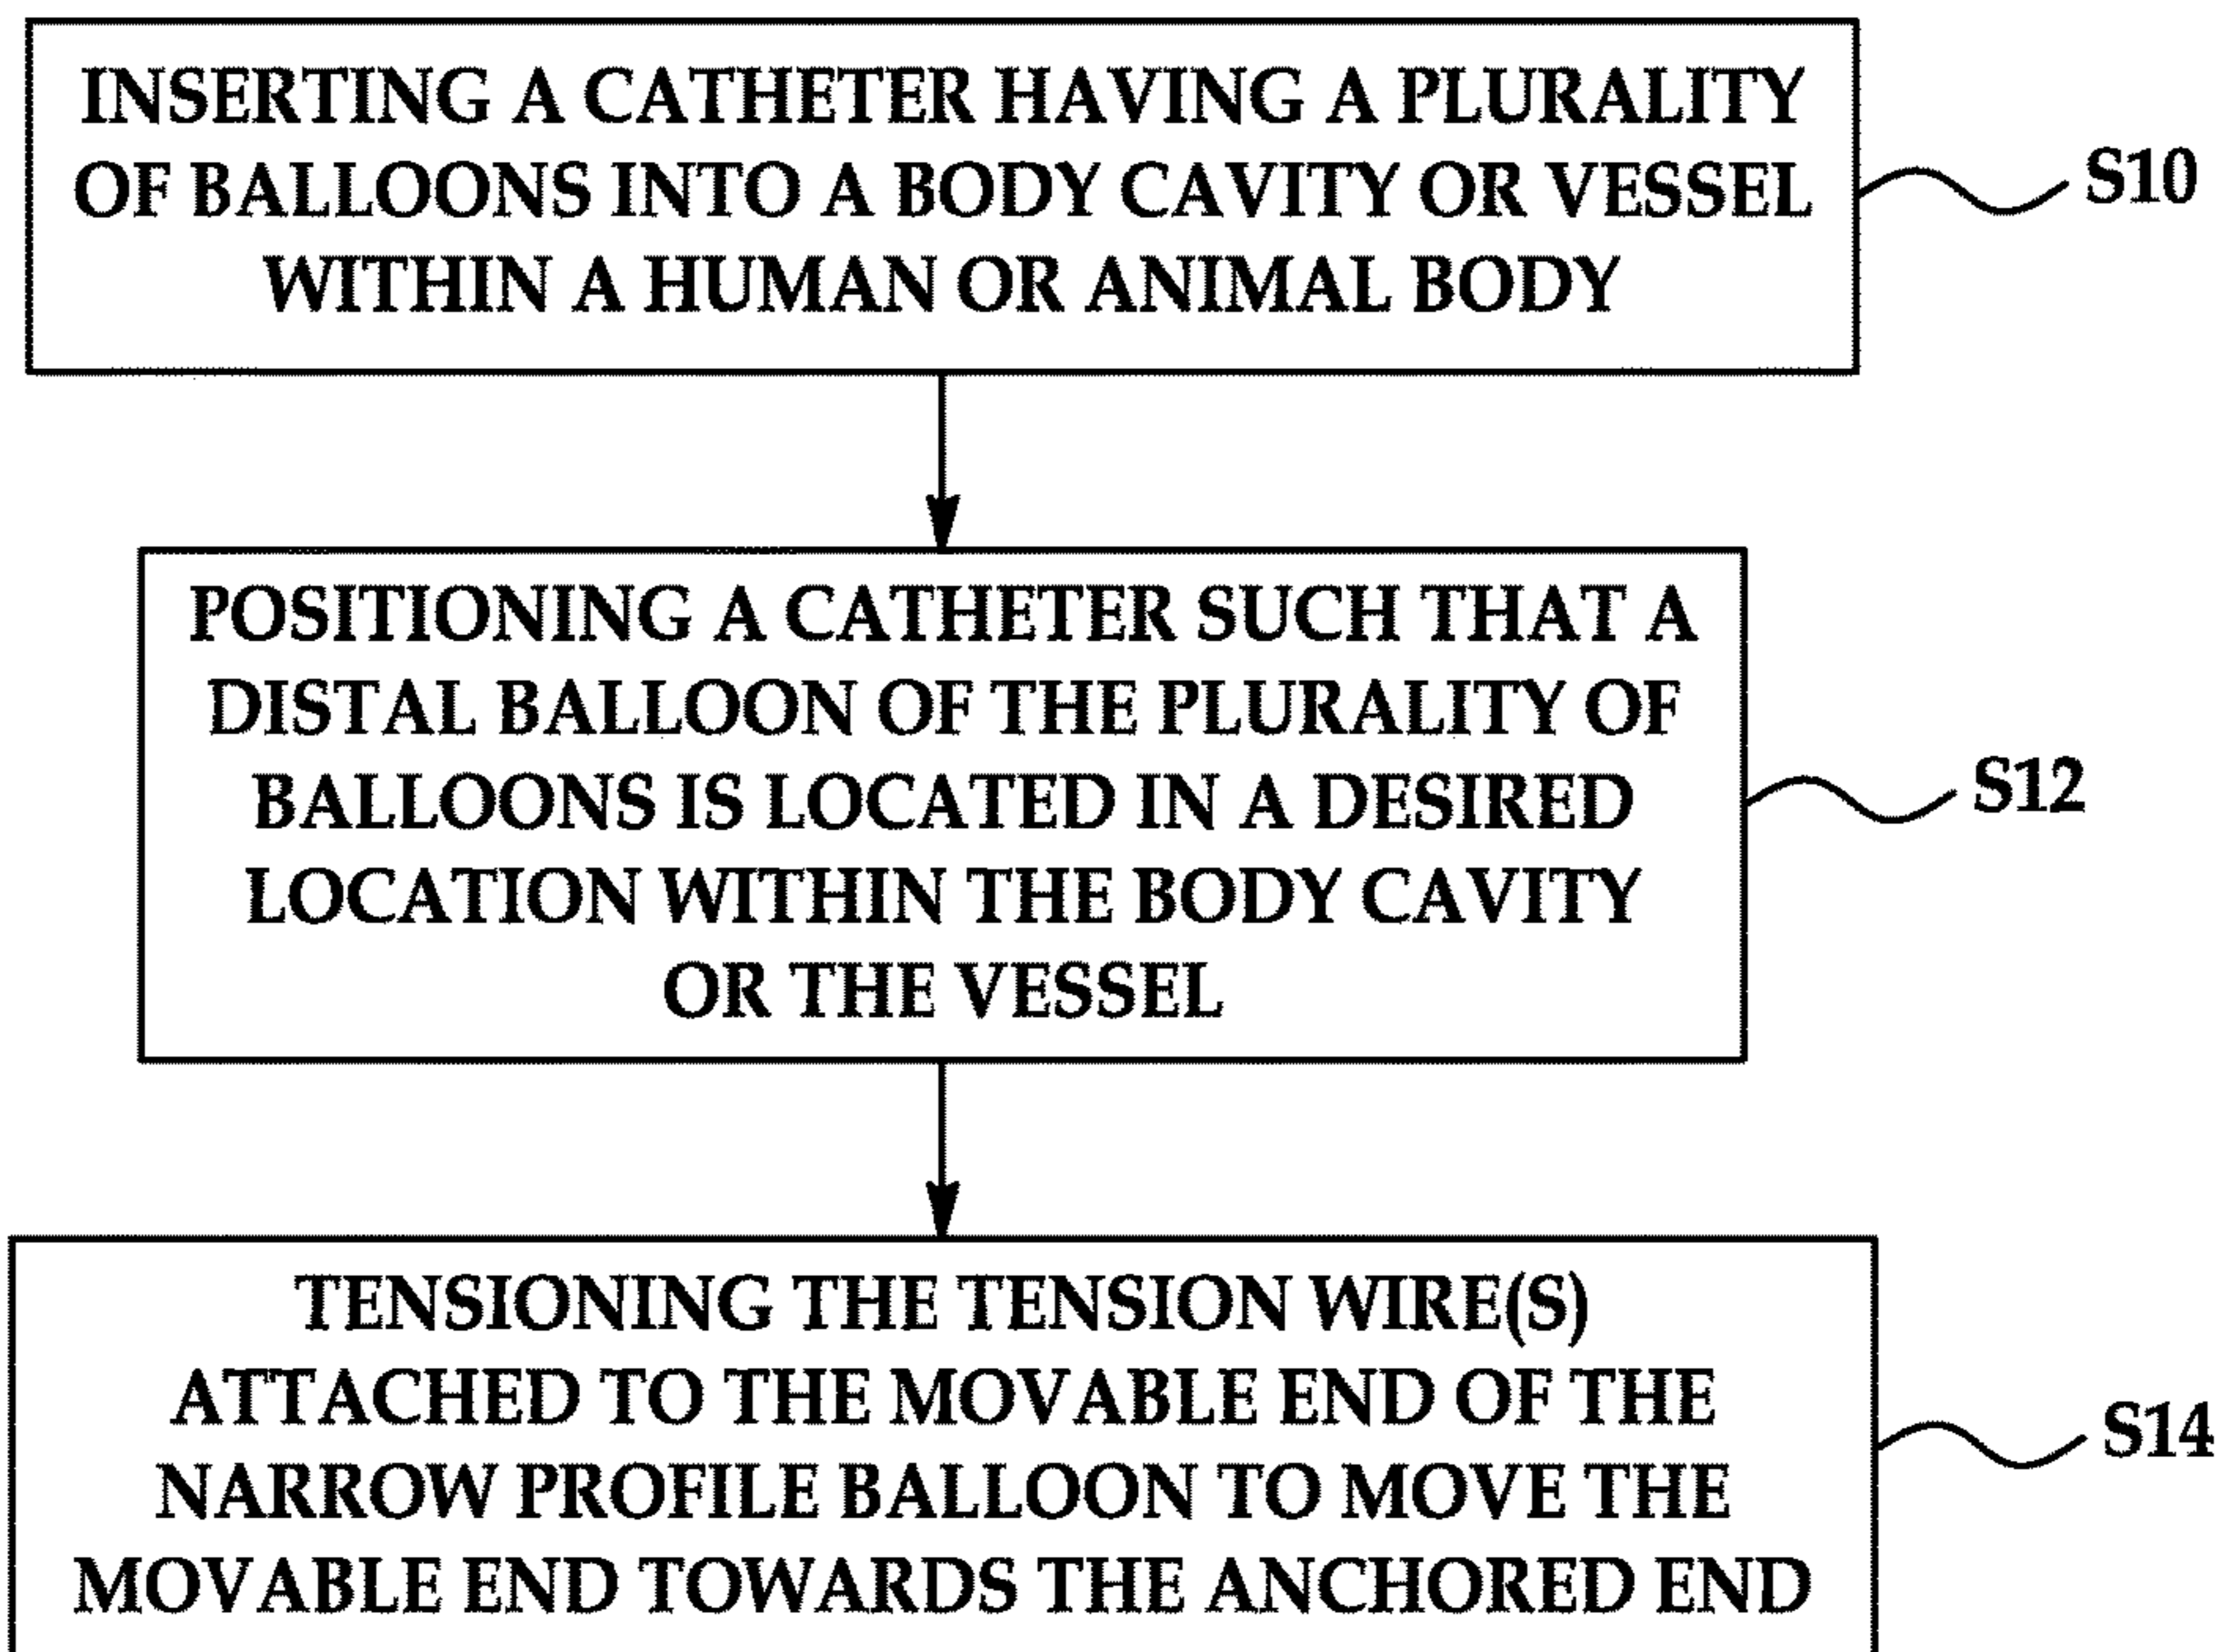 INSERTING A CATHETER HAVING A PLURALITY
OF BALLOONS INTO A BODY CAVITY OR VESSEL
WITHIN A HUMAN OR ANIMAL BODY
S10
POSITIONING A CATHETER SUCH THAT A
DISTAL BALLOON OF THE PLURALITY OF
BALLOONS IS LOCATED IN A DESIRED
LOCATION WITHIN THE BODY CAVITY
OR THE VESSEL
S12
TENSIONING THE TENSION WIRE(S)
ATTACHED TO THE MOVABLE END OF THE
NARROW PROFILE BALLOON TO MOVE THE
MOVABLE END TOWARDS THE ANCHORED END
S14